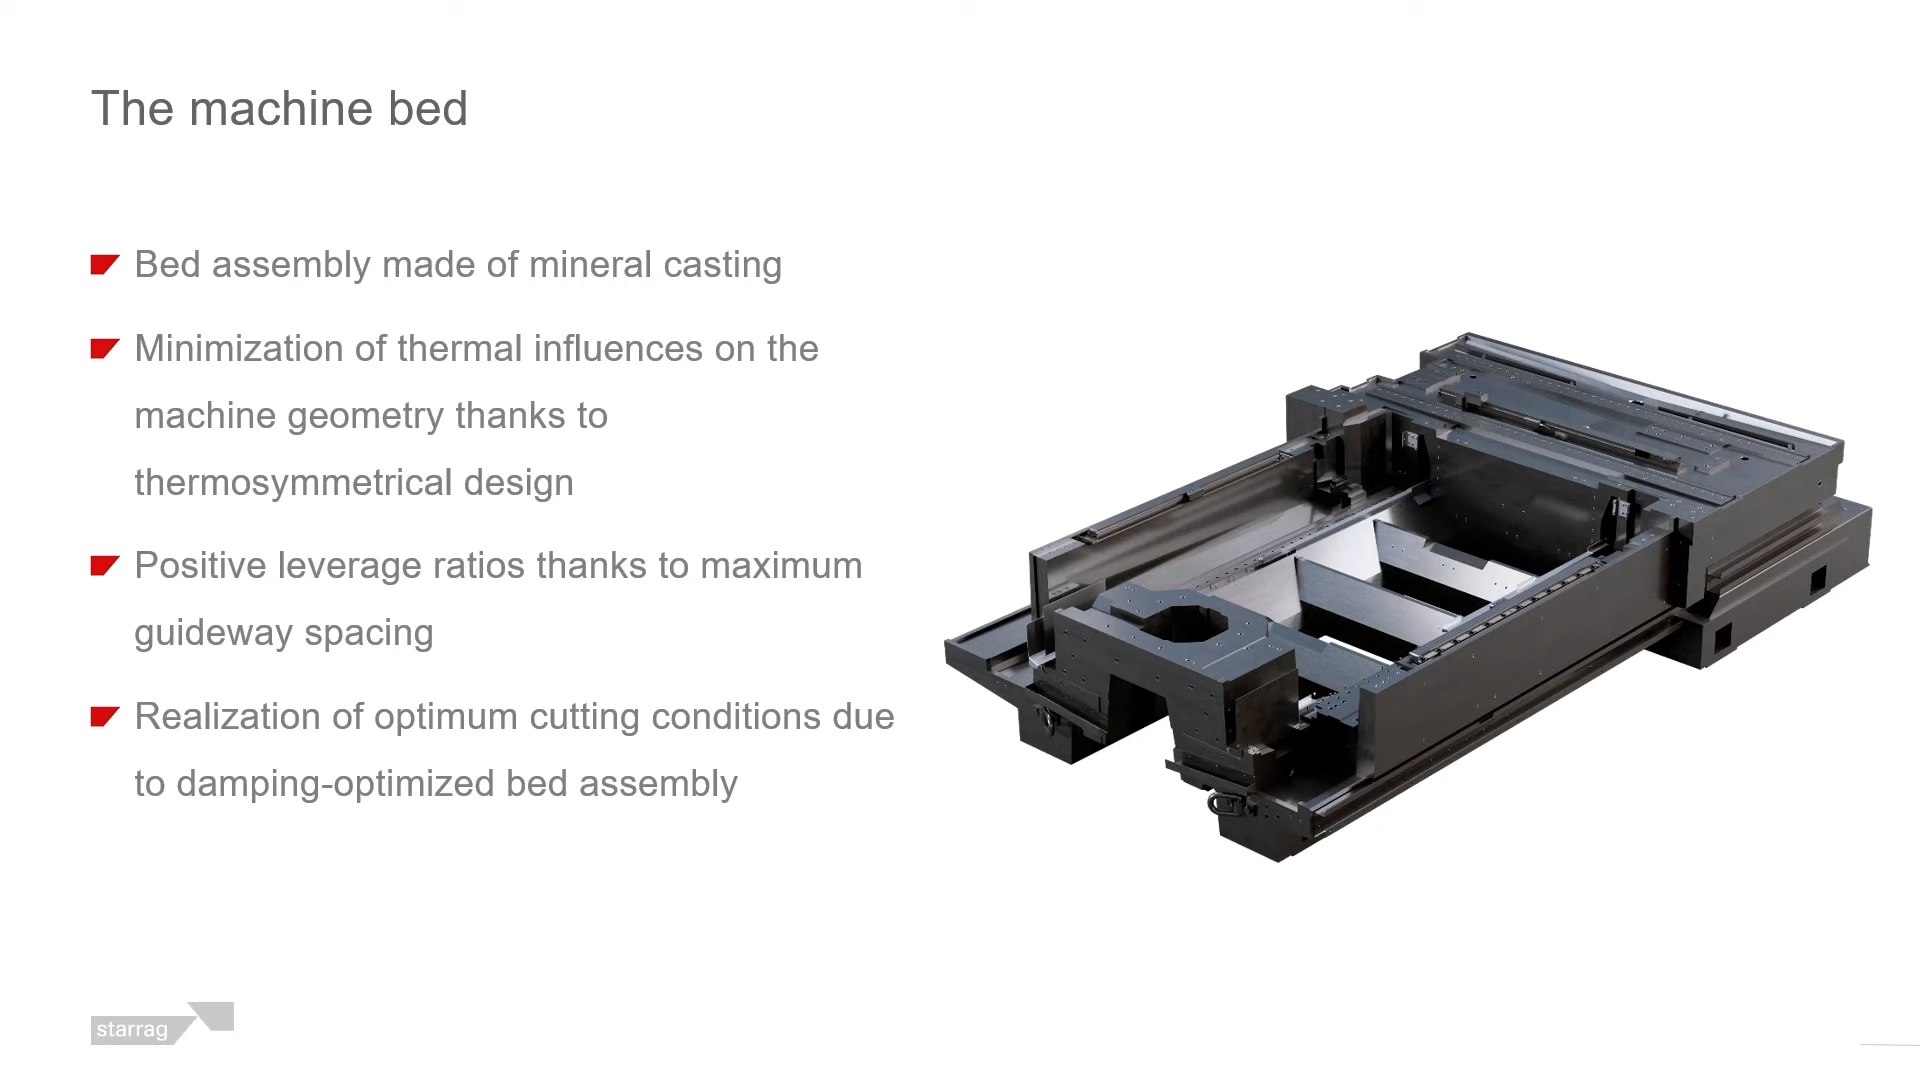 The machine bed
Bed assembly made of mineral casting
Minimization of thermal influences on the
machine geometry thanks to
thermosymmetrical design
Positive leverage ratios thanks to maximum
guideway spacing
Realization of optimum cutting conditions due
to damping-optimized bed assembly
starrag